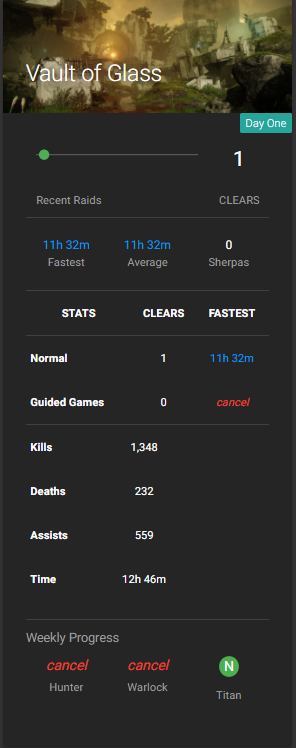 Vault of Glass
Day One
1
Recent Raids CLEARS
11h 32m 11h 32m 0
Fastest Average Sherpas
STATS CLEARS FASTEST
Normal 1 11h 32m
Guided Games 0 cancel
Kills 1,348
Deaths 232
Assists 559
Time 12h 46m
Weekly Progress
cancel cancel N
Hunter Warlock Titan